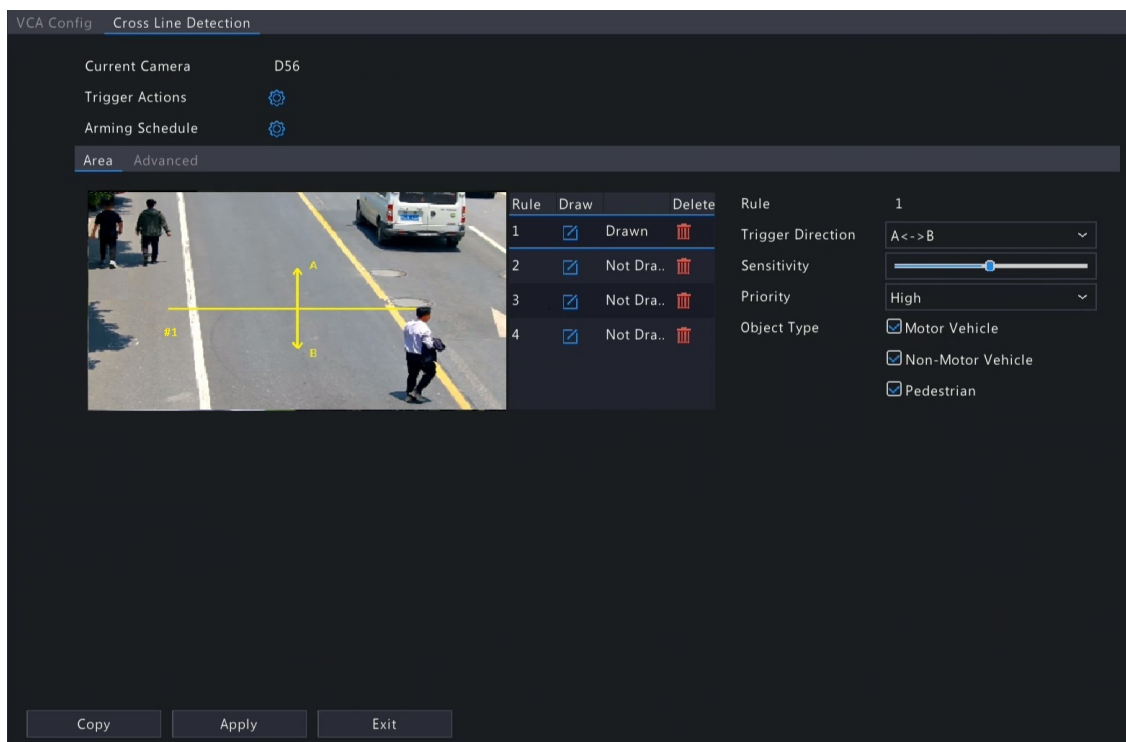 VCA Config Cross Line Detection
Current Camera D56
Trigger Actions
Arming Schedule
Area Advanced
Rule Draw Delete
1 Drawn
2 Not Dra..
3 Not Dra..
4 Not Dra..
A
#1
B
Rule 1
Trigger Direction A<->B
Sensitivity
Priority High
Object Type Motor Vehicle
Non-Motor Vehicle
Pedestrian
Copy Apply Exit